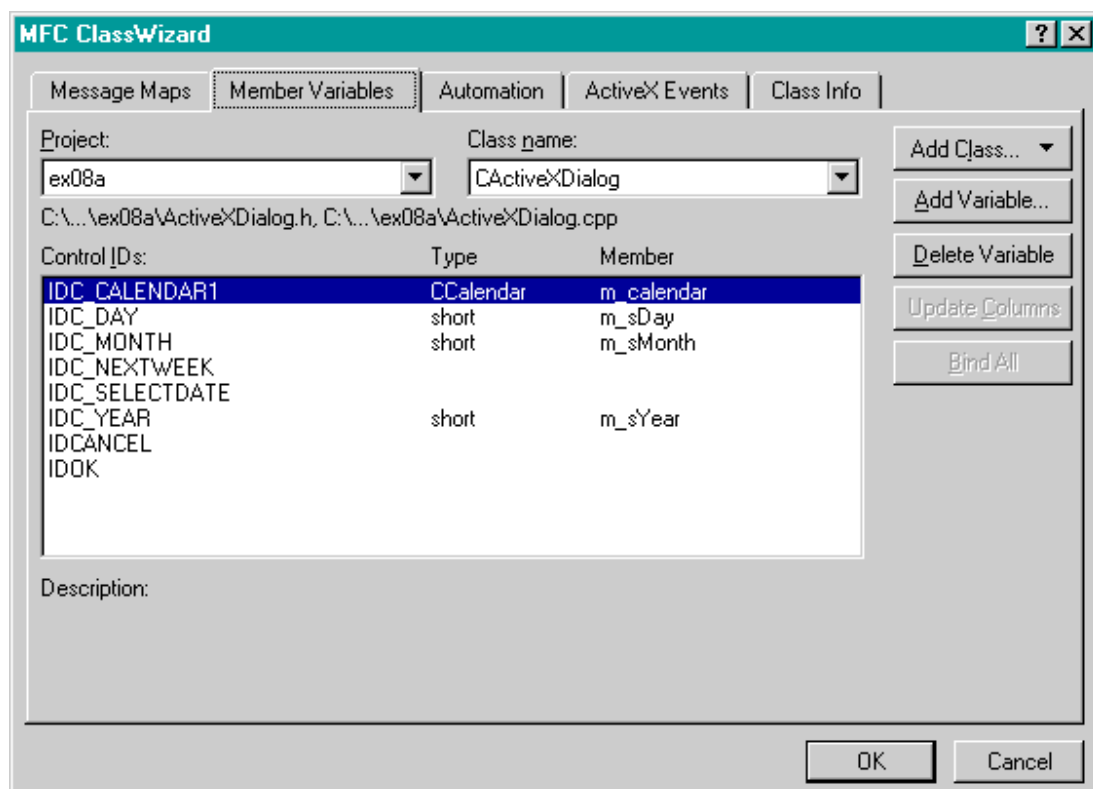 MFC ClassWizard
Message Maps Member Variables Automation ActiveX Events Class Info
Project: Class name: Add Class...
ex08a CActiveXDialog Add Variable...
C:\...\ex08a\ActiveXDialog.h, C:\...\ex08a\ActiveXDialog.cpp
Control IDs: Type Member Delete Variable
IDC_CALENDAR1 CCalendar m_calendar
IDC_DAY short m_sDay Update Columns
IDC_MONTH short m_sMonth
IDC_NEXTWEEK Bind All
IDC_SELECTDATE
IDC_YEAR short m_sYear
IDCANCEL
IDOK
Description:
OK Cancel